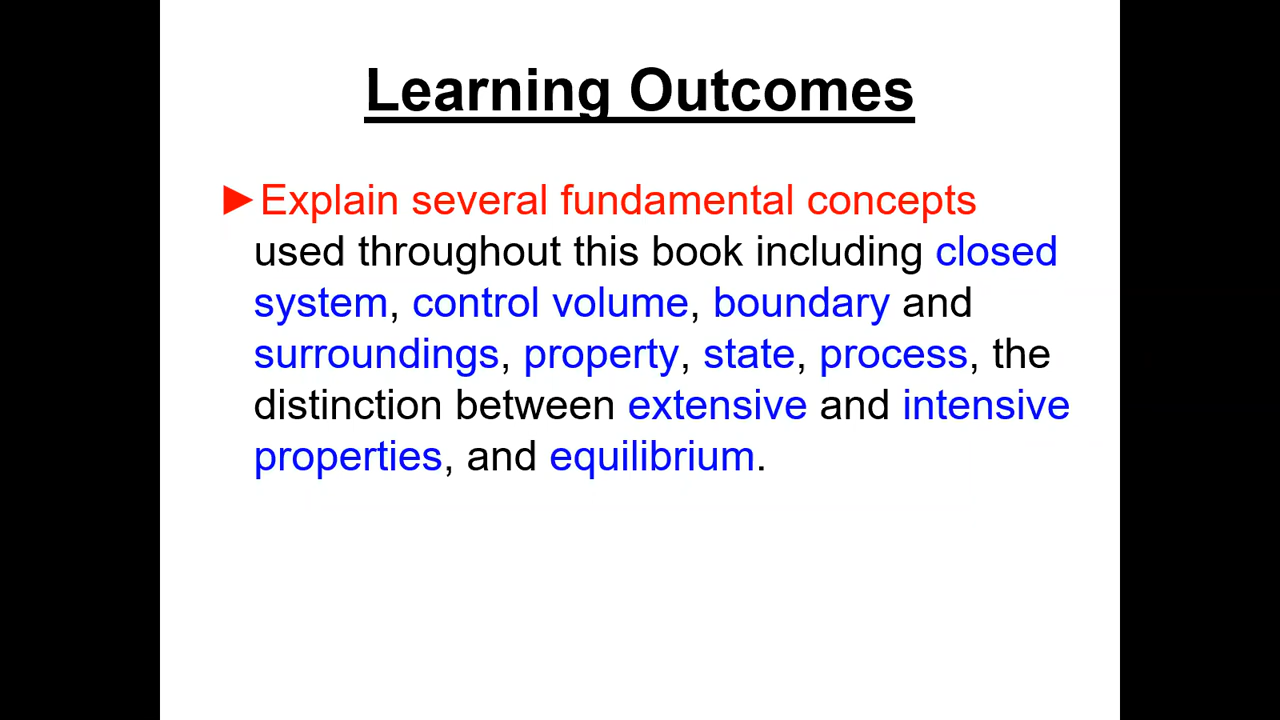 Learning Outcomes
►Explain several fundamental concepts
used throughout this book including closed
system, control volume, boundary and
surroundings, property, state, process, the
distinction between extensive and intensive
properties, and equilibrium.